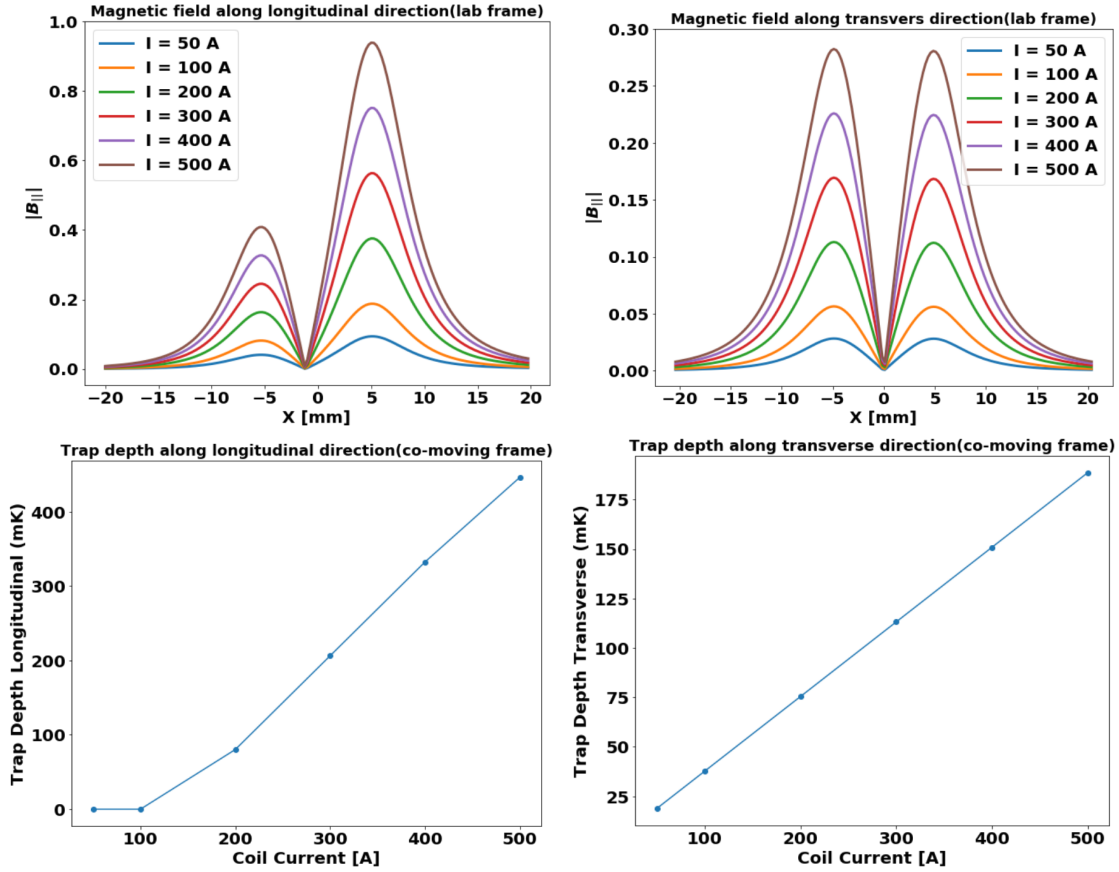 Magnetic field along longitudinal direction(lab frame)
1.0
0.8
0.6
0.4
0.2
0.0
|B|||
I = 50 A
I = 100 A
I = 200 A
I = 300 A
I = 400 A
I = 500 A
−20 −15 −10 −5 0 5 10 15 20
X [mm]
Magnetic field along transvers direction(lab frame)
0.30
0.25
0.20
0.15
0.10
0.05
0.00
|B|||
I = 50 A
I = 100 A
I = 200 A
I = 300 A
I = 400 A
I = 500 A
−20 −15 −10 −5 0 5 10 15 20
X [mm]
Trap depth along longitudinal direction(co-moving frame)
400
300
200
100
0
Trap Depth Longitudinal (mK)
100 200 300 400 500
Coil Current [A]
Trap depth along transverse direction(co-moving frame)
175
150
125
100
75
50
25
Trap Depth Transverse (mK)
100 200 300 400 500
Coil Current [A]